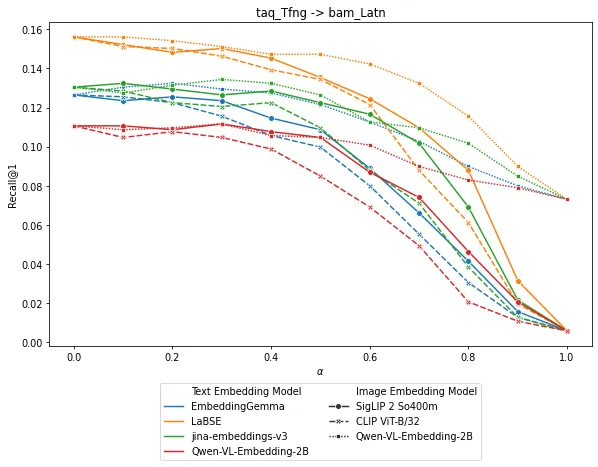 taq_Tfng -> bam_Latn
0.16
0.14
0.12
0.10
0.08
0.06
0.04
0.02
0.00
Recall@1
0.0 0.2 0.4 0.6 0.8 1.0
α
Text Embedding Model
EmbeddingGemma
LaBSE
jina-embeddings-v3
Qwen-VL-Embedding-2B
Image Embedding Model
SigLIP 2 So400m
CLIP ViT-B/32
Qwen-VL-Embedding-2B